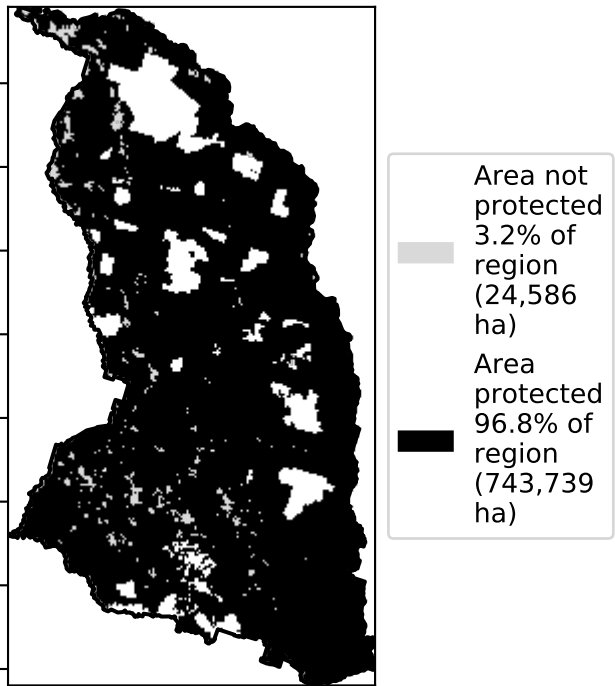 Area not
protected
3.2% of
region
(24,586
ha)
Area
protected
96.8% of
region
(743,739
ha)